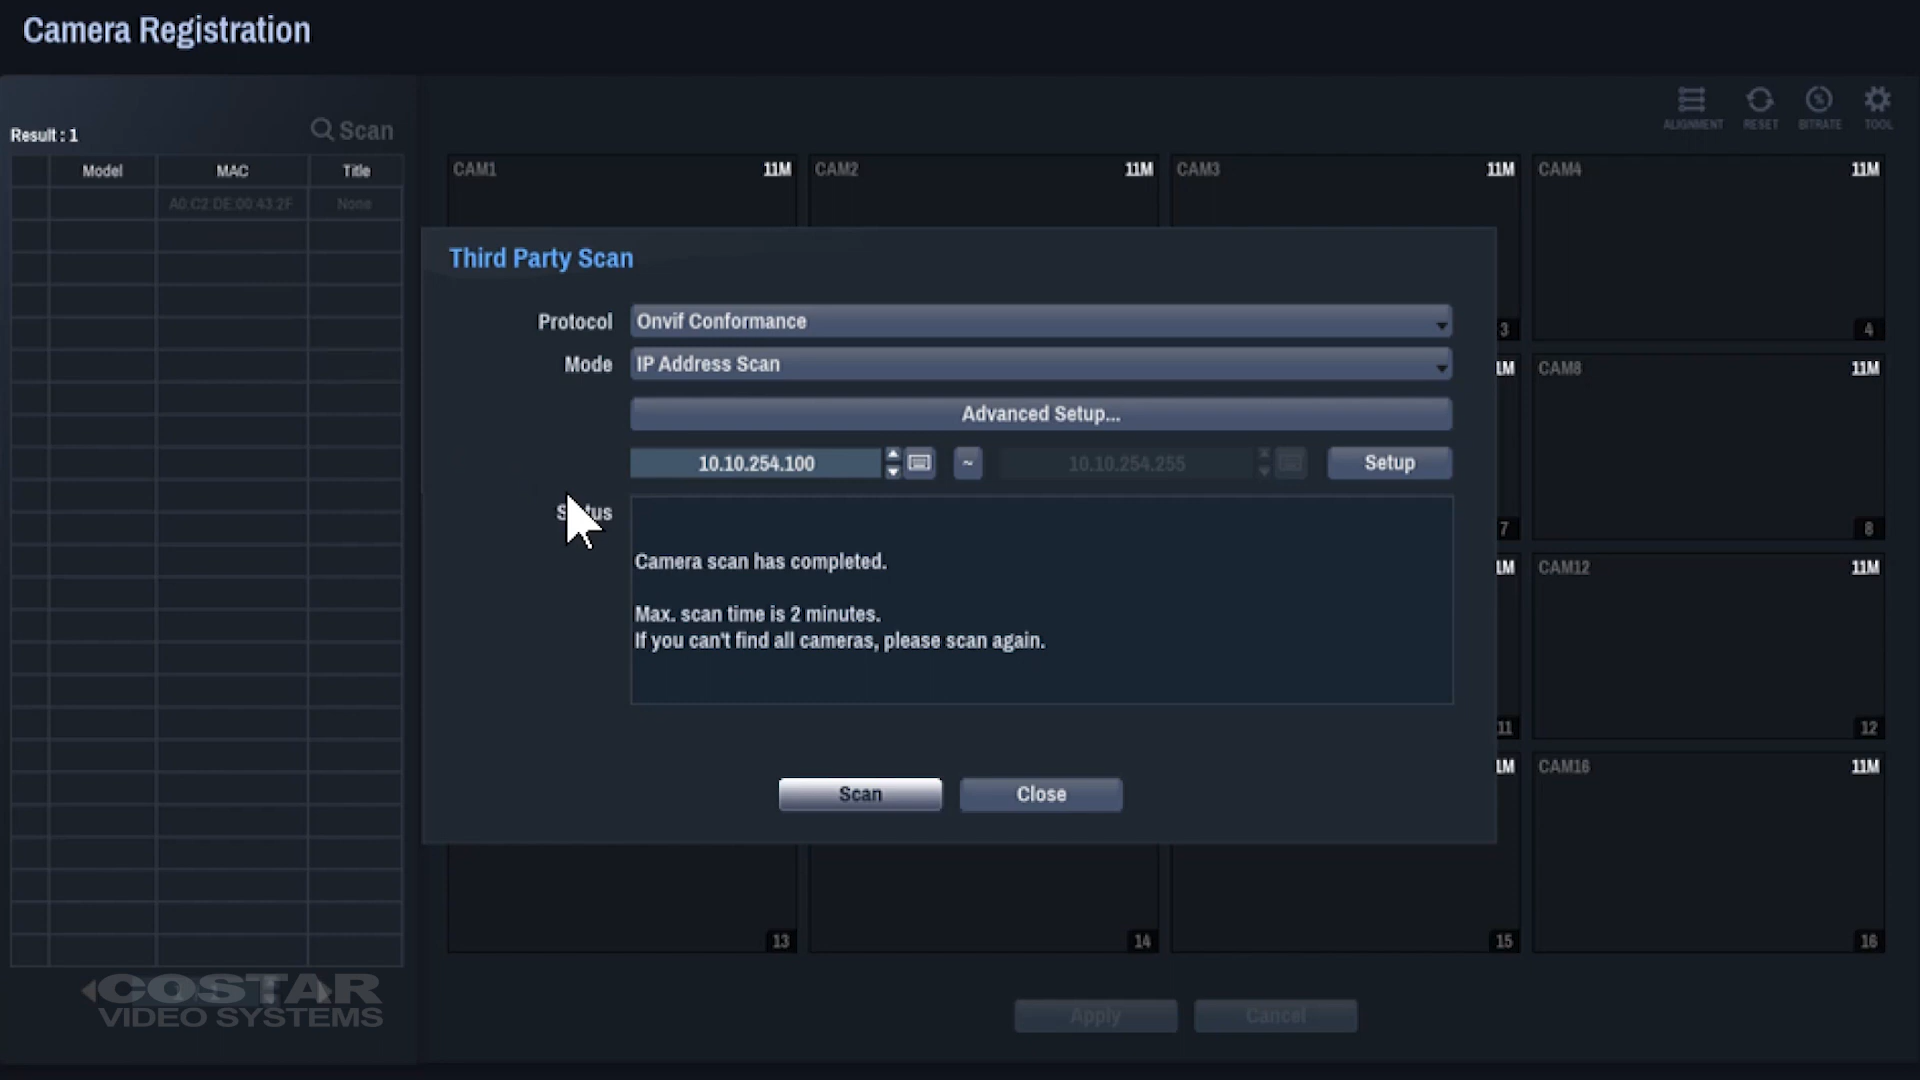 Camera Registration
ALIGNMENT RESET BITRATE TOOL
Result : 1
Scan
Model MAC Title
A0:C2:DE:00:43:2F None
CAM1 11M
CAM2 11M
CAM3 11M
CAM4 11M
3
4
Third Party Scan
Protocol Onvif Conformance
Mode IP Address Scan
Advanced Setup...
10.10.254.100 ~ 10.10.254.255 Setup
Status
Camera scan has completed.
Max. scan time is 2 minutes.
If you can't find all cameras, please scan again.
Scan Close
1M
CAM8 11M
7
8
1M
CAM12 11M
11
12
1M
CAM16 11M
13
14
15
16
COSTAR
VIDEO SYSTEMS
Apply Cancel